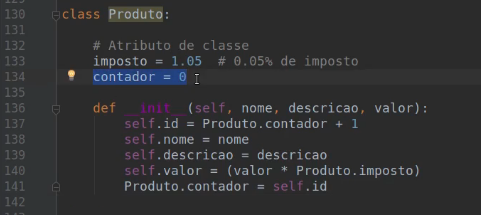 130 class Produto:
131
132 # Atributo de classe
133 imposto = 1.05  # 0.05% de imposto
134 contador = 0
135
136 def __init__(self, nome, descricao, valor):
137 self.id = Produto.contador + 1
138 self.nome = nome
139 self.descricao = descricao
140 self.valor = (valor * Produto.imposto)
141 Produto.contador = self.id
142